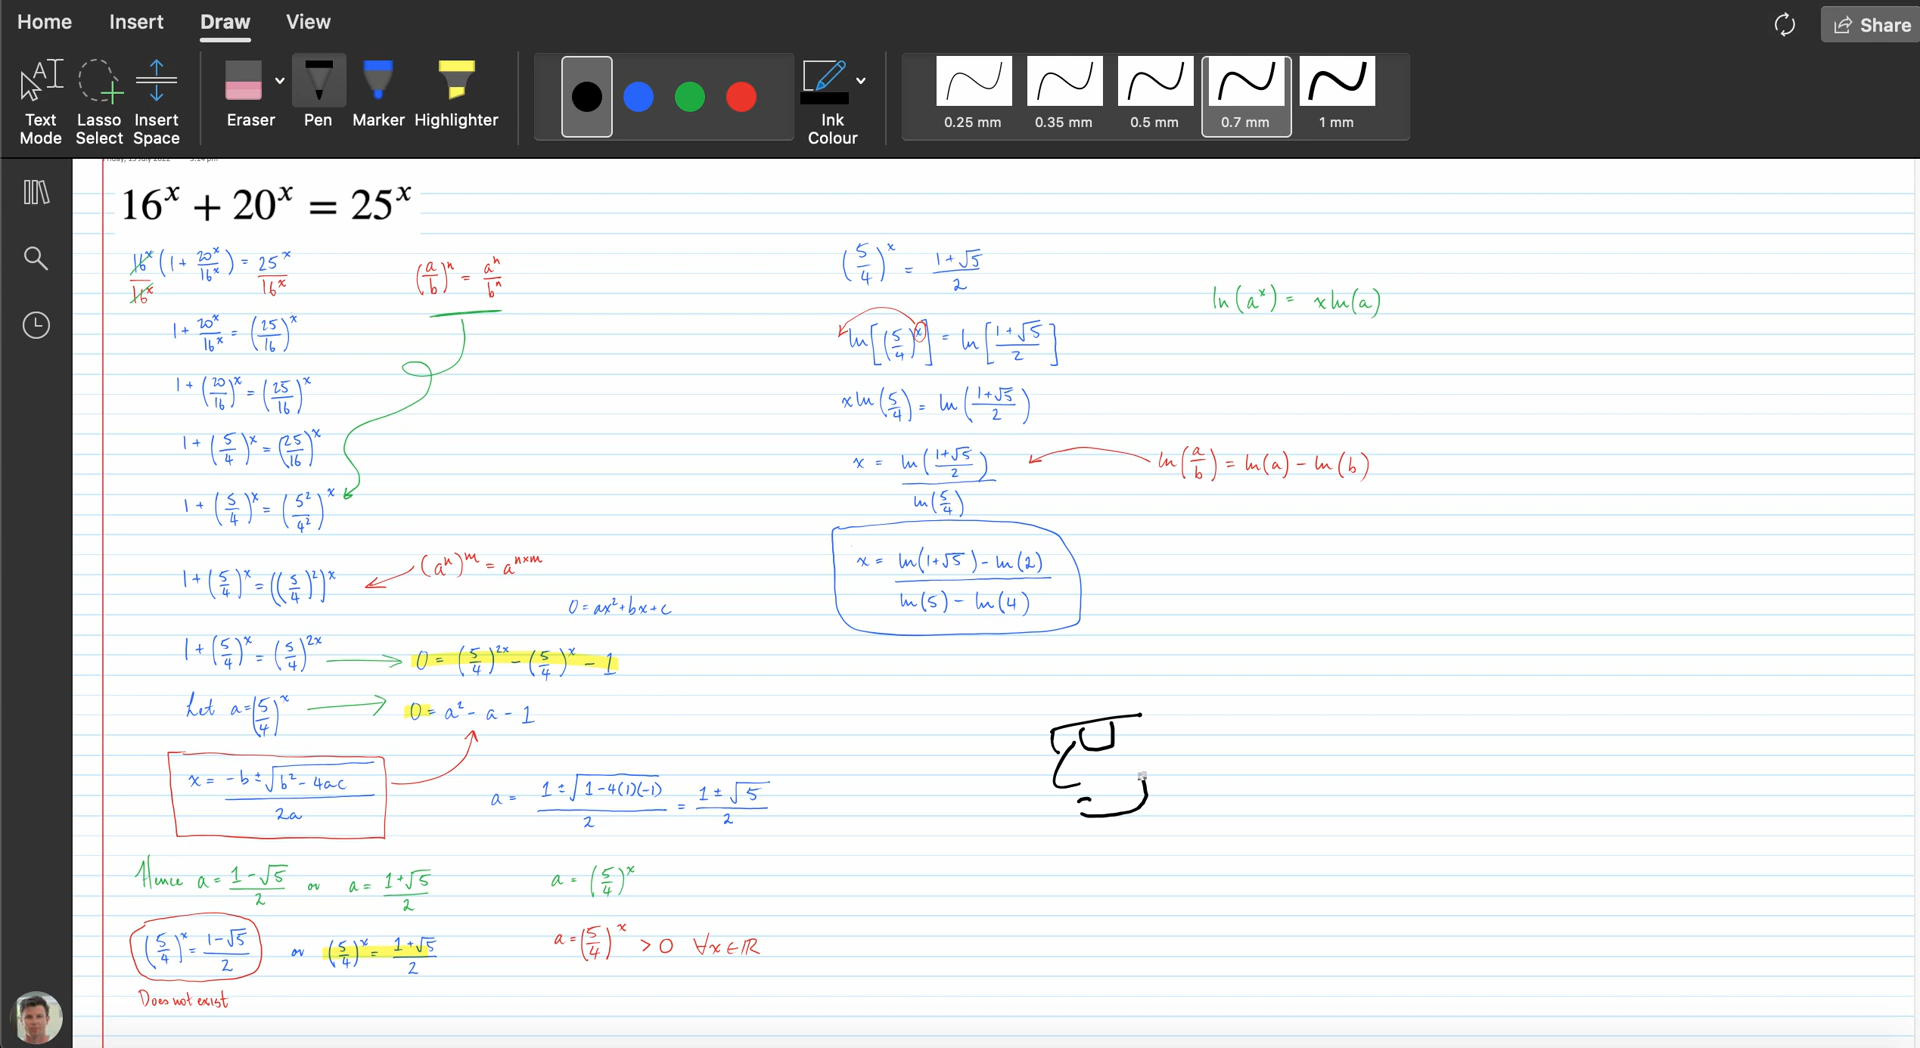 Home Insert Draw View
Share
Text Mode
Lasso Select
Insert Space
Eraser
Pen
Marker
Highlighter
Ink Colour
0.25 mm
0.35 mm
0.5 mm
0.7 mm
1 mm
16^x + 20^x = 25^x
16^x/16^x (1 + 20^x/16^x) = 25^x/16^x
(a/b)^n = a^n/b^n
1 + 20^x/16^x = (25/16)^x
1 + (20/16)^x = (25/16)^x
1 + (5/4)^x = (25/16)^x
1 + (5/4)^x = (5²/4²)^x
1 + (5/4)^x = ((5/4)²)^x
(a^n)^m = a^(n×m)
0 = ax² + bx + c
1 + (5/4)^x = (5/4)^2x
0 = (5/4)^2x - (5/4)^x - 1
Let a = (5/4)^x
0 = a² - a - 1
x = (-b ± √(b² - 4ac))/2a
a = (1 ± √(1-4(1)(-1)))/2 = (1 ± √5)/2
Hence a = (1-√5)/2 or a = (1+√5)/2
a = (5/4)^x
(5/4)^x = (1-√5)/2 or (5/4)^x = (1+√5)/2
a = (5/4)^x > 0 ∀x∈ℝ
Does not exist
(5/4)^x = (1+√5)/2
ln(a^x) = x ln(a)
ln[(5/4)^x] = ln[(1+√5)/2]
x ln(5/4) = ln((1+√5)/2)
x = ln((1+√5)/2)/ln(5/4)
ln(a/b) = ln(a) - ln(b)
x = (ln(1+√5) - ln(2))/(ln(5) - ln(4))